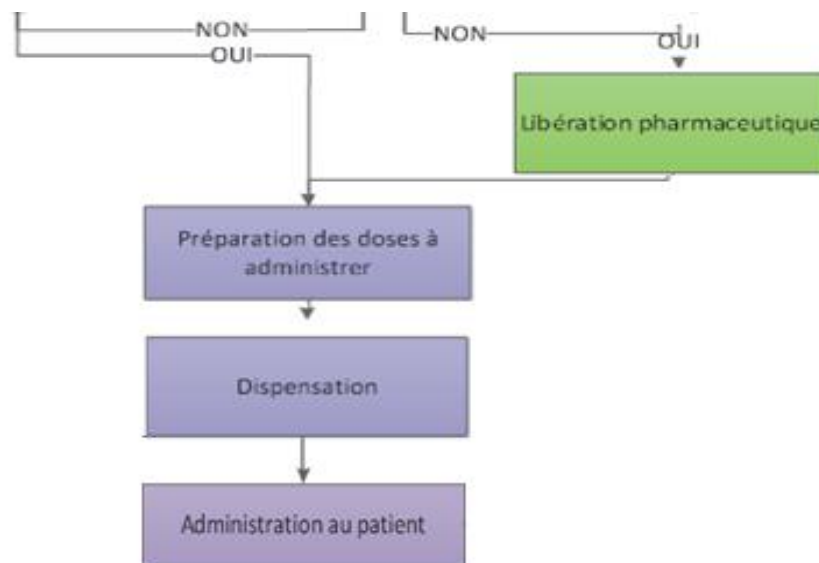 NON
NON
OUI
OUI
Libération pharmaceutique
Préparation des doses à
administrer
Dispensation
Administration au patient